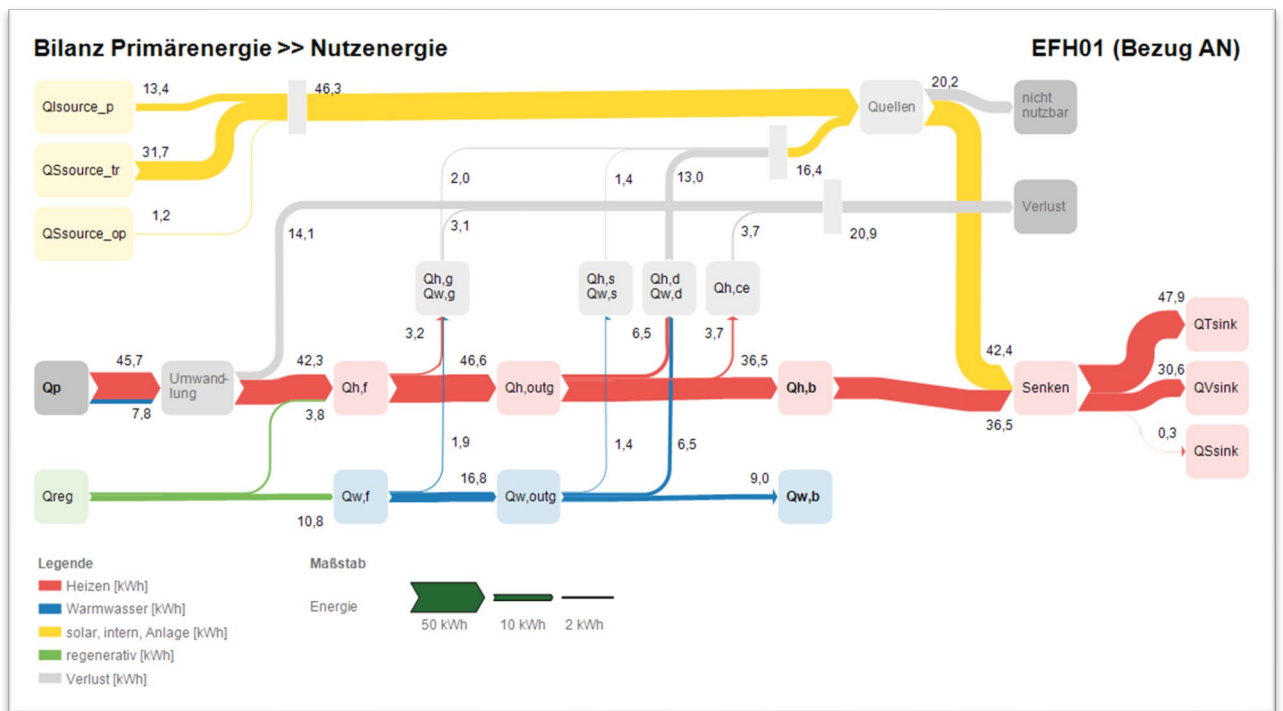 Bilanz Primärenergie >> Nutzenergie
EFH01 (Bezug AN)
QIsource_p
13,4
46,3
Quellen
20,2
nicht
nutzbar
QSsource_tr
31,7
2,0
1,4
13,0
16,4
QSsource_op
1,2
14,1
3,1
3,7
20,9
Verlust
Qh,g
Qw,g
Qh,s
Qw,s
Qh,d
Qw,d
Qh,ce
3,2
6,5
3,7
47,9
QTsink
Qp
45,7
7,8
Umwand-
lung
42,3
3,8
Qh,f
46,6
Qh,outg
36,5
Qh,b
42,4
36,5
Senken
30,6
QVsink
0,3
QSsink
1,9
1,4
6,5
Qreg
10,8
Qw,f
16,8
Qw,outg
9,0
Qw,b
Legende
Heizen [kWh]
Warmwasser [kWh]
solar, intern, Anlage [kWh]
regenerativ [kWh]
Verlust [kWh]
Maßstab
Energie
50 kWh
10 kWh
2 kWh